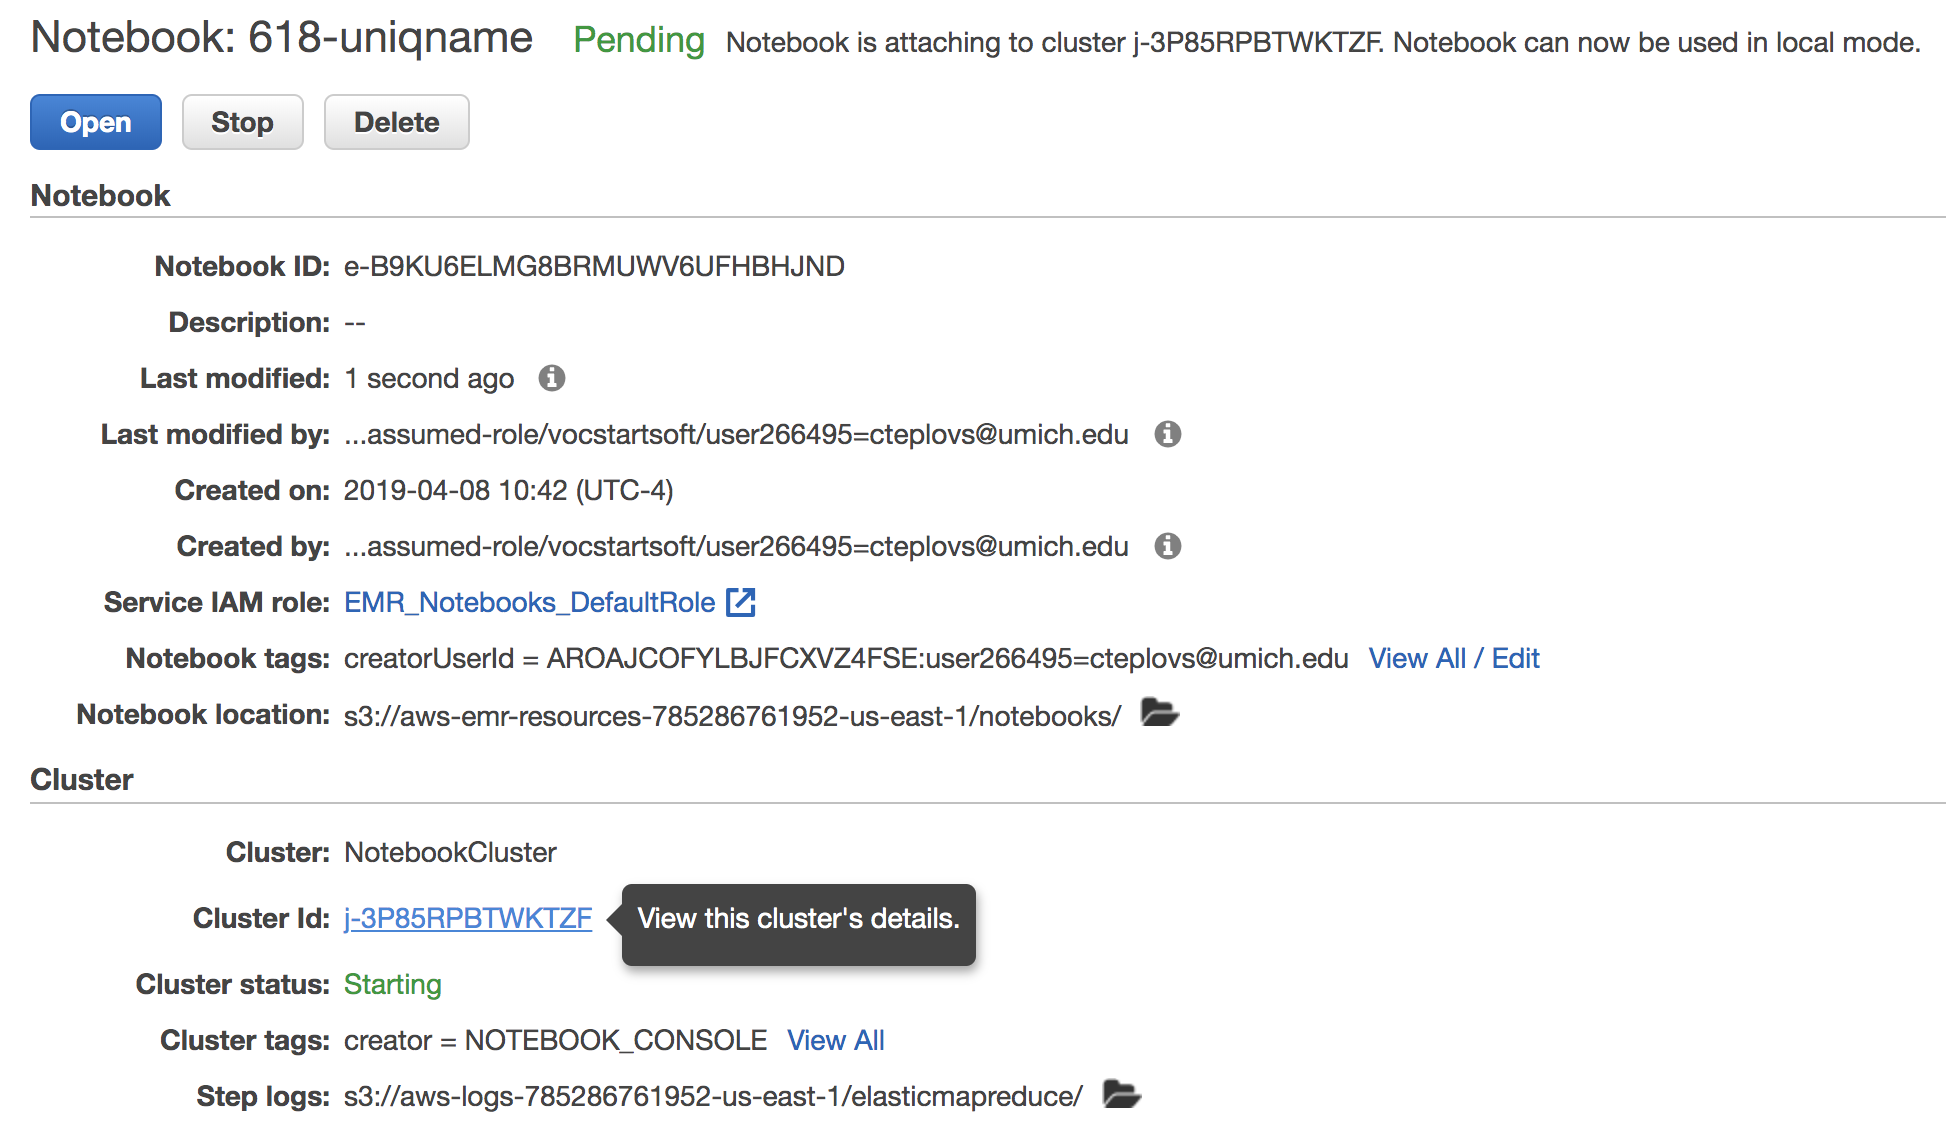 Notebook: 618-uniqname Pending Notebook is attaching to cluster j-3P85RPBTWKTZF. Notebook can now be used in local mode.
Open Stop Delete
Notebook
Notebook ID: e-B9KU6ELMG8BRMUWV6UFHBHJND
Description: --
Last modified: 1 second ago
Last modified by: ...assumed-role/vocstartsoft/user266495=cteplovs@umich.edu
Created on: 2019-04-08 10:42 (UTC-4)
Created by: ...assumed-role/vocstartsoft/user266495=cteplovs@umich.edu
Service IAM role: EMR_Notebooks_DefaultRole
Notebook tags: creatorUserId = AROAJCOFYLBJFCXVZ4FSE:user266495=cteplovs@umich.edu View All / Edit
Notebook location: s3://aws-emr-resources-785286761952-us-east-1/notebooks/
Cluster
Cluster: NotebookCluster
Cluster Id: j-3P85RPBTWKTZF View this cluster's details.
Cluster status: Starting
Cluster tags: creator = NOTEBOOK_CONSOLE View All
Step logs: s3://aws-logs-785286761952-us-east-1/elasticmapreduce/